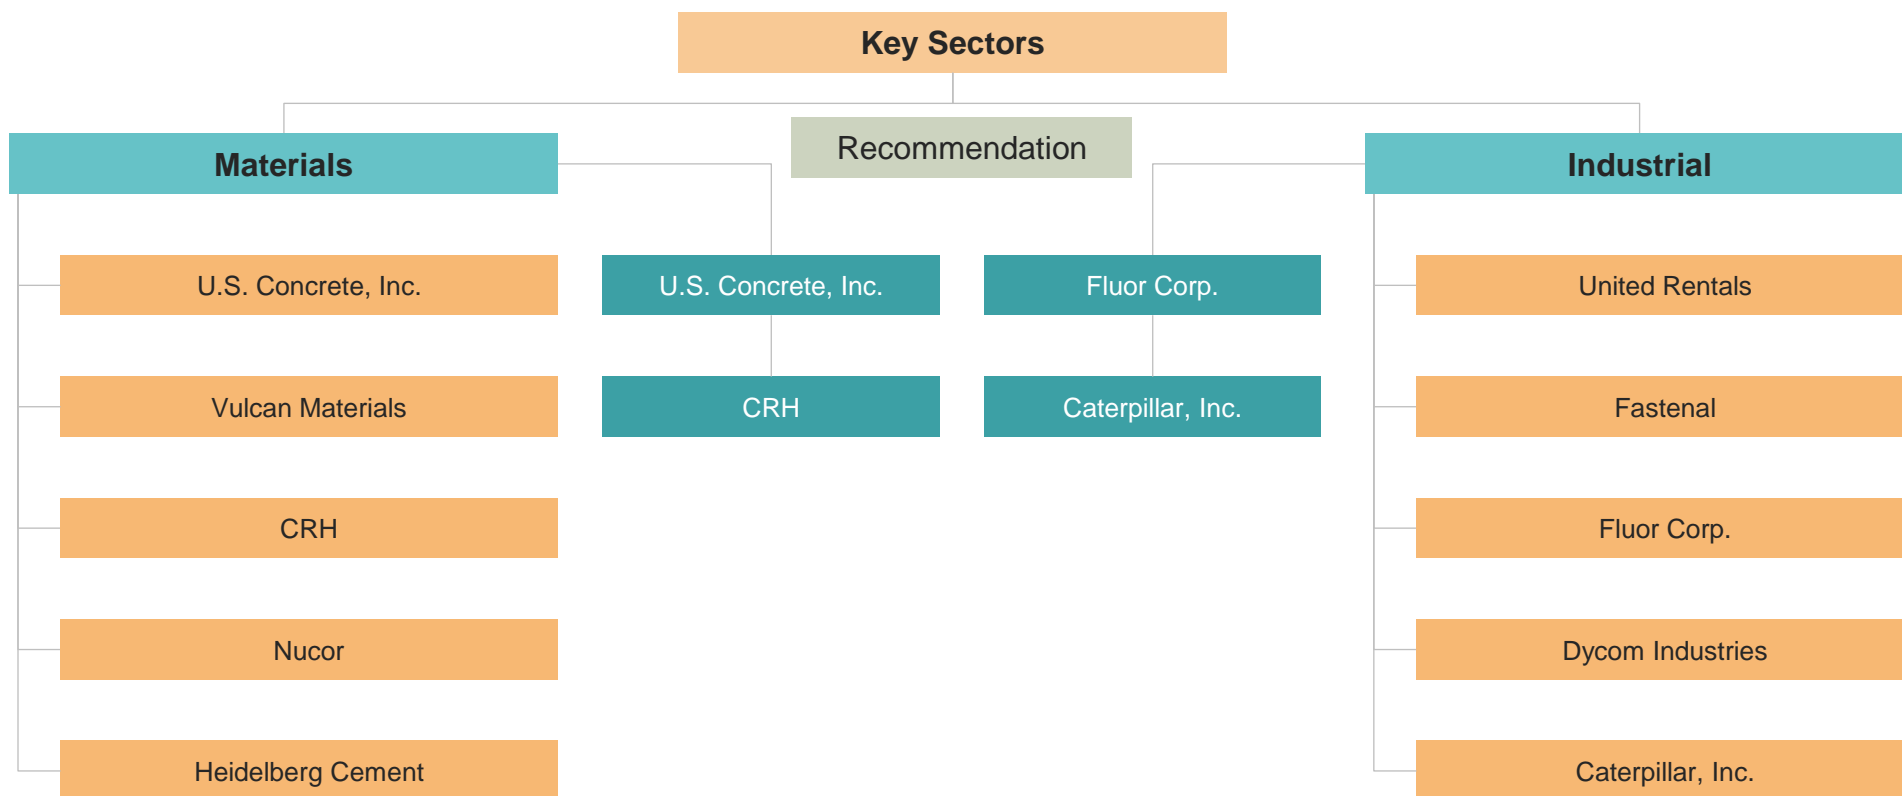 Key Sectors
Materials
Recommendation
Industrial
U.S. Concrete, Inc.
U.S. Concrete, Inc.
Fluor Corp.
United Rentals
Vulcan Materials
CRH
Caterpillar, Inc.
Fastenal
CRH
Fluor Corp.
Nucor
Dycom Industries
Heidelberg Cement
Caterpillar, Inc.